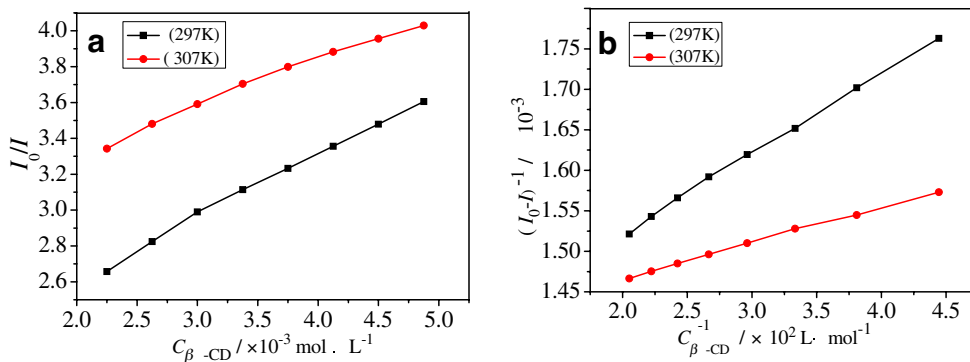 a
(297K)
( 307K)
4.0
3.8
3.6
3.4
3.2
3.0
2.8
2.6
I0/I
2.0 2.5 3.0 3.5 4.0 4.5 5.0
Cβ -CD / ×10-3 mol . L-1
b
(297K)
(307K)
1.75
1.70
1.65
1.60
1.55
1.50
1.45
(I0-I)-1 / 10-3
2.0 2.5 3.0 3.5 4.0 4.5
C-1β -CD / × 102 L· mol-1